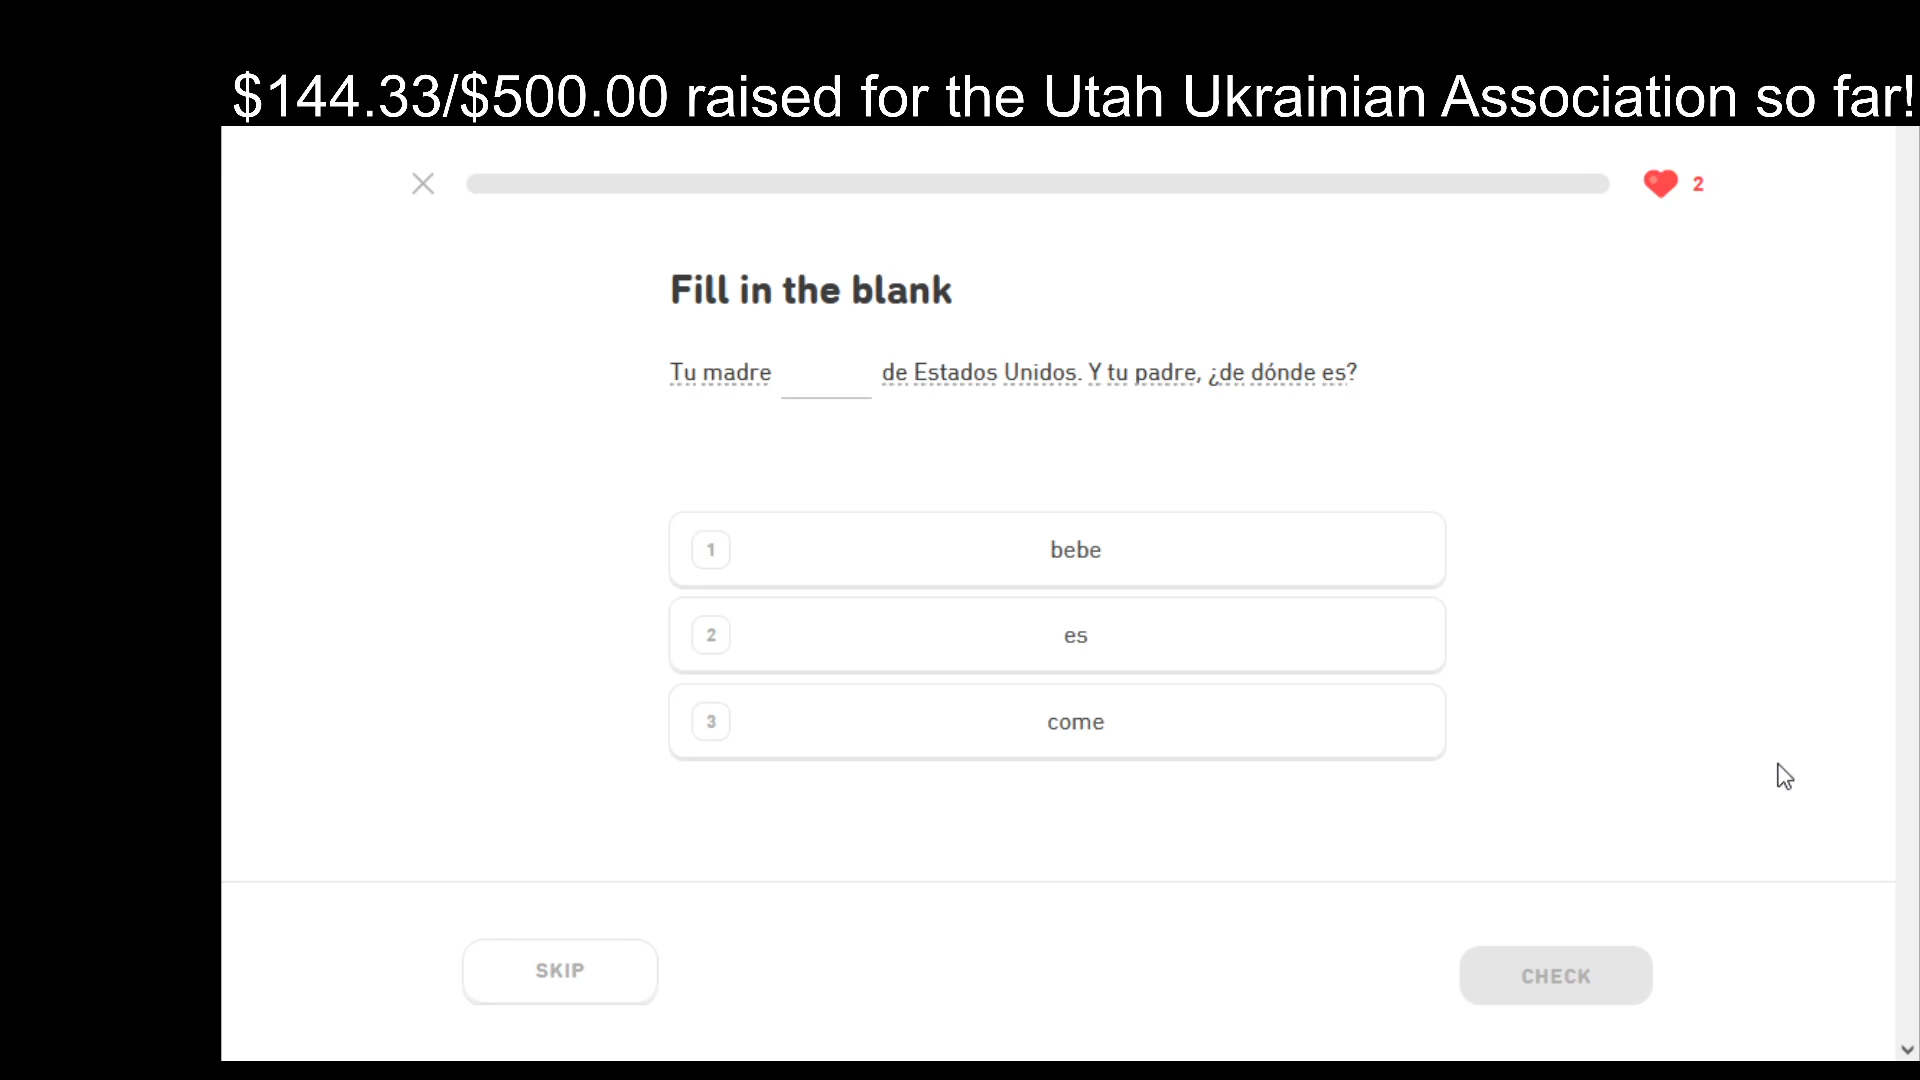 $144.33/$500.00 raised for the Utah Ukrainian Association so far!
2
Fill in the blank
Tu madre ________ de Estados Unidos. Y tu padre, ¿de dónde es?
1 bebe
2 es
3 come
SKIP
CHECK